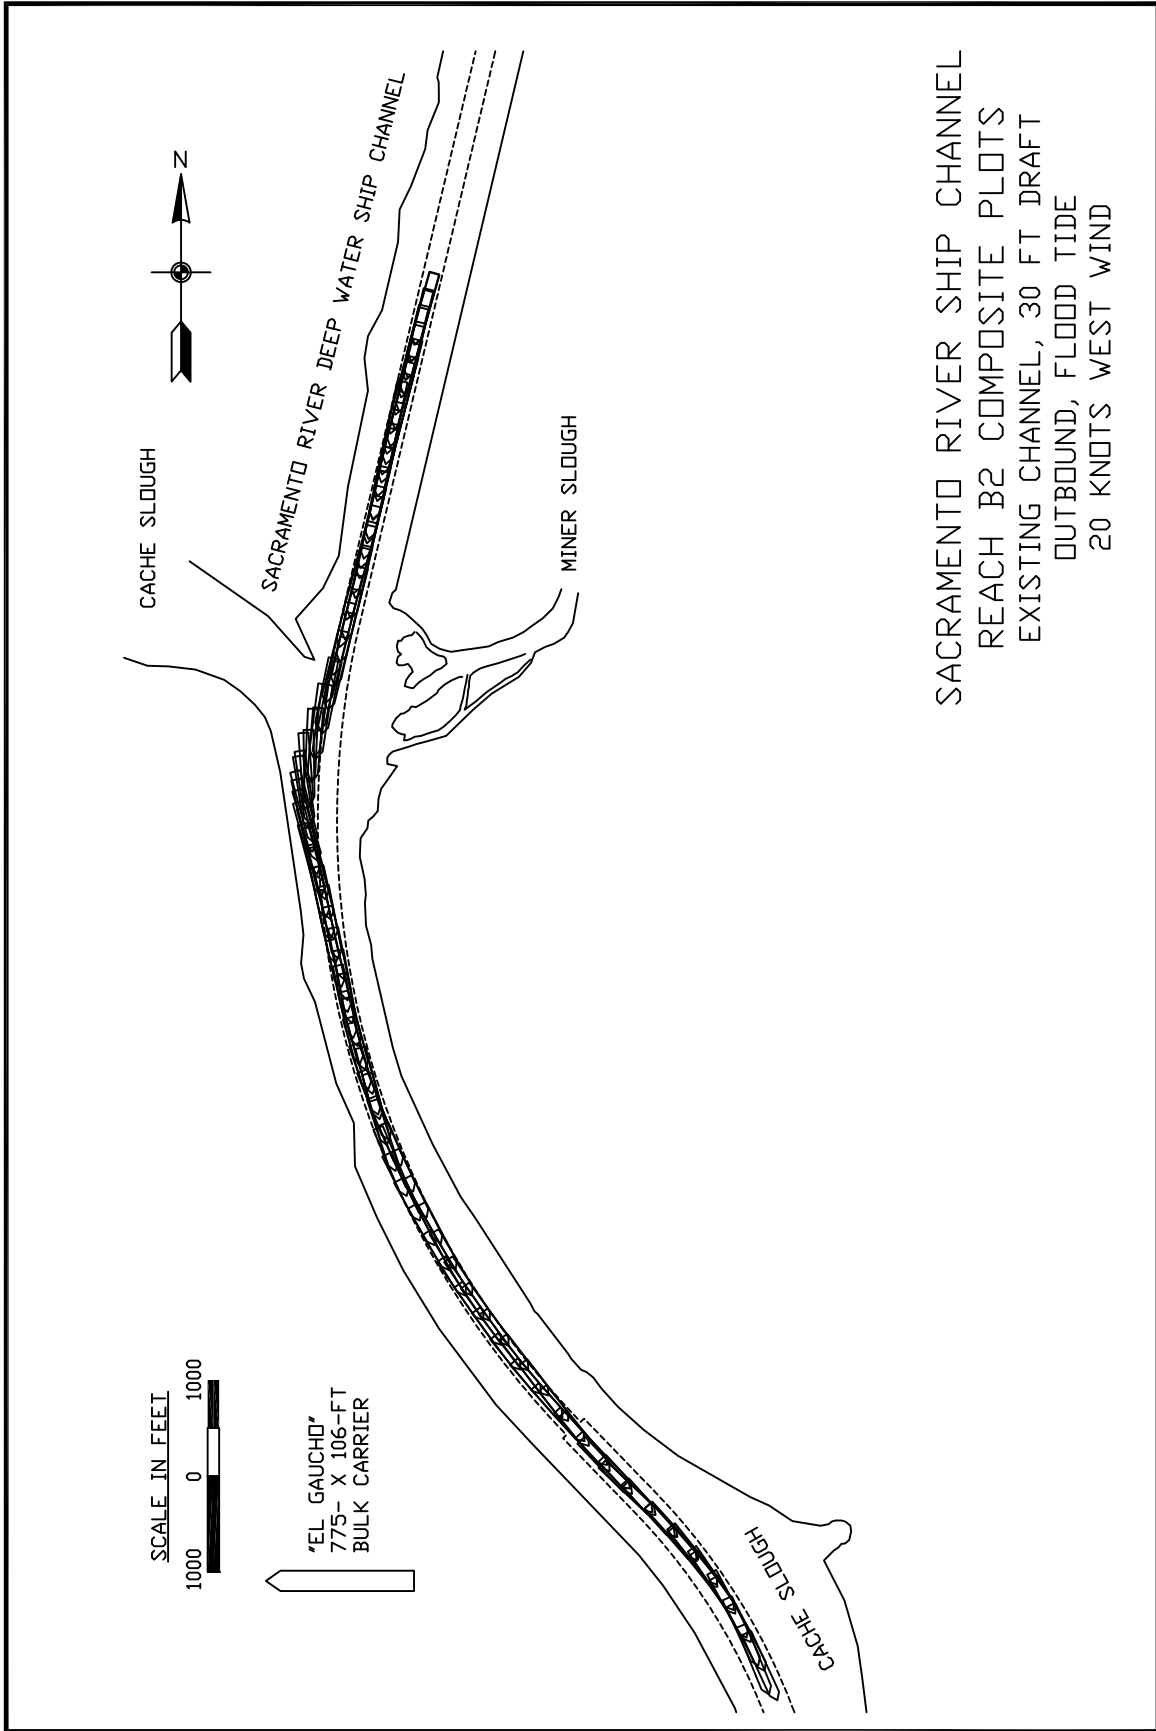 CACHE SLOUGH
N
SACRAMENTO RIVER DEEP WATER SHIP CHANNEL
MINER SLOUGH
SCALE IN FEET
1000 0 1000
"EL GAUCHO"
775- X 106-FT
BULK CARRIER
CACHE SLOUGH
SACRAMENTO RIVER SHIP CHANNEL
REACH B2 COMPOSITE PLOTS
EXISTING CHANNEL, 30 FT DRAFT
OUTBOUND, FLOOD TIDE
20 KNOTS WEST WIND